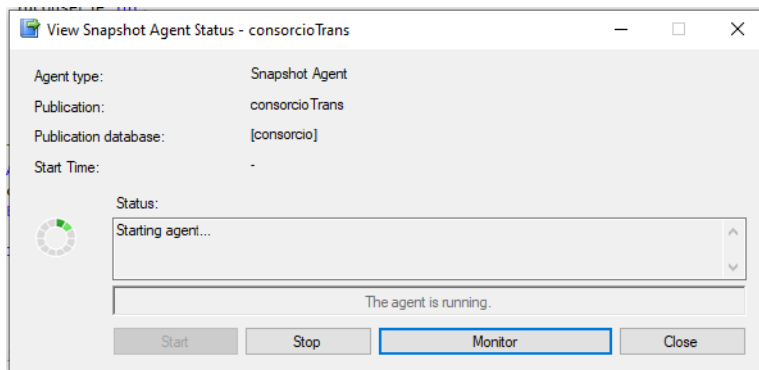 View Snapshot Agent Status - consorcioTrans
Agent type: Snapshot Agent
Publication: consorcioTrans
Publication database: [consorcio]
Start Time: -
Status:
Starting agent...
The agent is running.
Start Stop Monitor Close